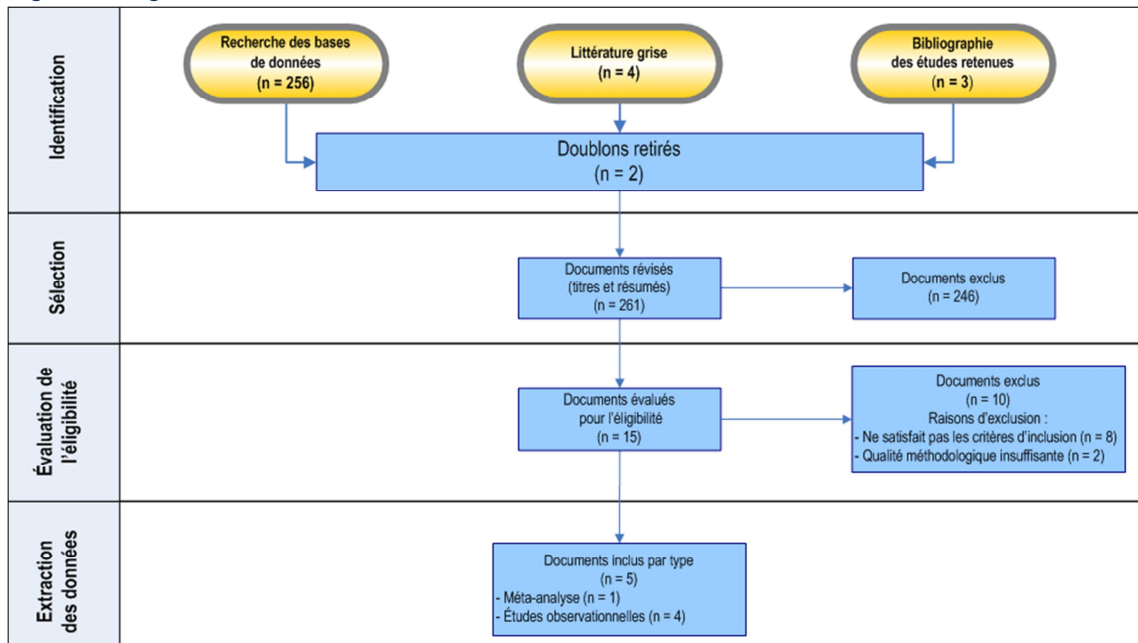 Identification
Recherche des bases
de données
(n = 256)
Littérature grise
(n = 4)
Bibliographie
des études retenues
(n = 3)
Doublons retirés
(n = 2)
Sélection
Documents révisés
(titres et résumés)
n = 261)
Documents exclus
(n = 246)
Évaluation de
l'éligibilité
Documents évalués
pour l'éligibilité
(n = 15)
Documents exclus
(n = 10)
Raisons d'exclusion :
- Ne satisfait pas les critères d'inclusion (n = 8)
- Qualité méthodologique insuffisante (n = 2)
Extraction
des données
Documents inclus par type
(n = 5)
- Méta-analyse (n = 1)
- Études observationnelles (n = 4)